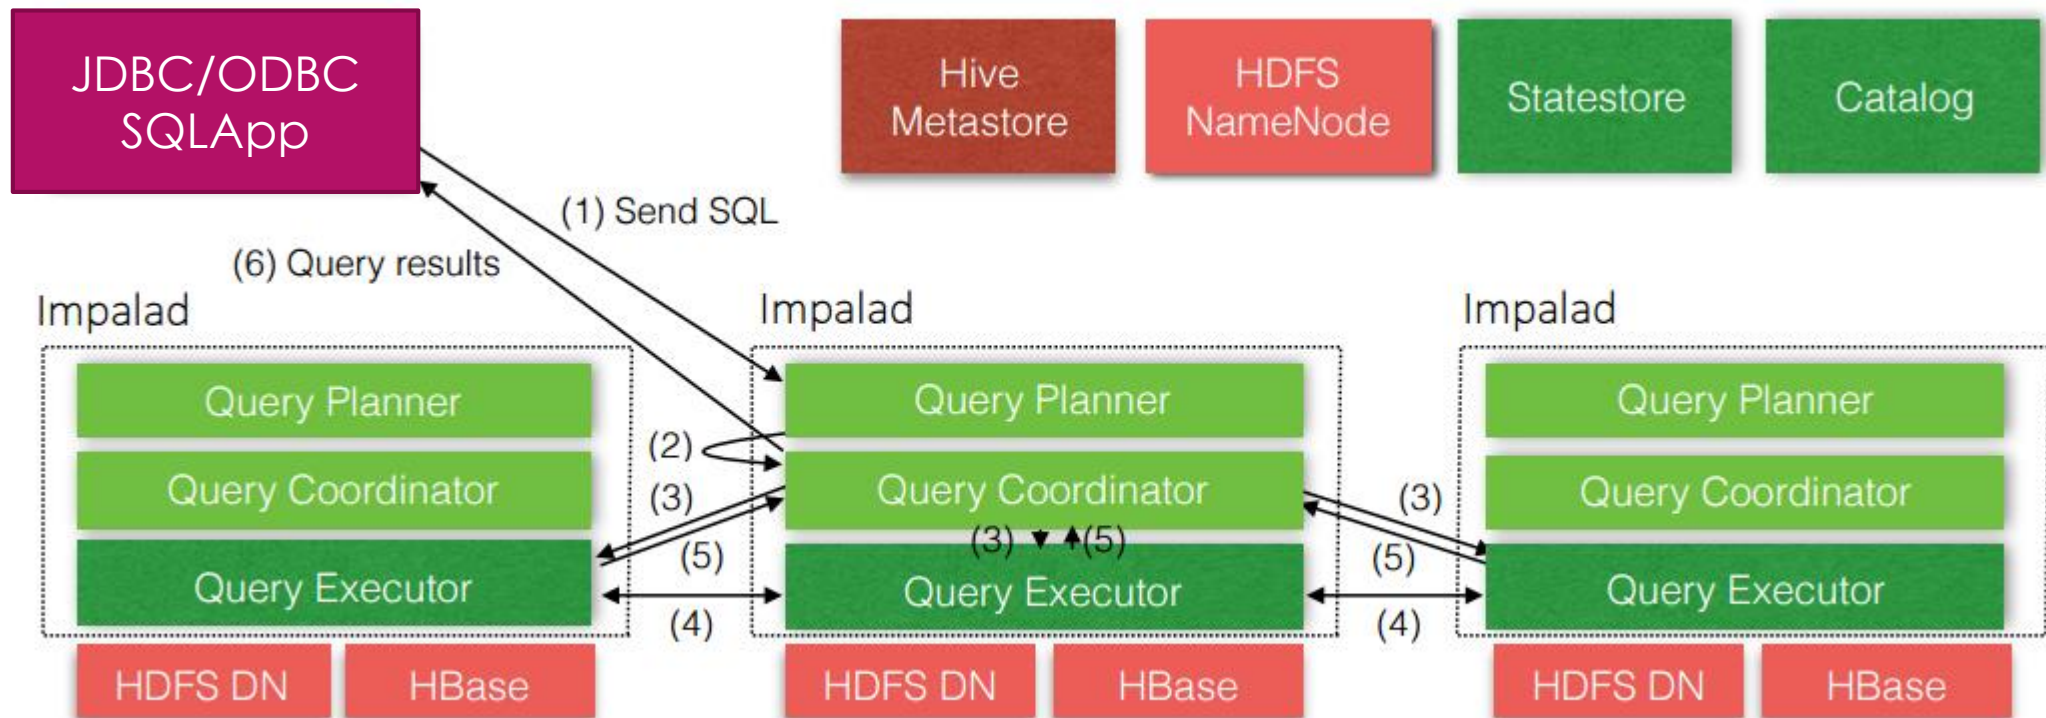 JDBC/ODBC
SQLApp
Hive
Metastore
HDFS
NameNode
Statestore
Catalog
(1) Send SQL
(6) Query results
Impalad
Impalad
Impalad
Query Planner
Query Planner
Query Planner
(2)
Query Coordinator
Query Coordinator
Query Coordinator
(3)
(3)
(3)
(5)
(5)
(5)
Query Executor
Query Executor
Query Executor
(4)
(4)
HDFS DN
HBase
HDFS DN
HBase
HDFS DN
HBase